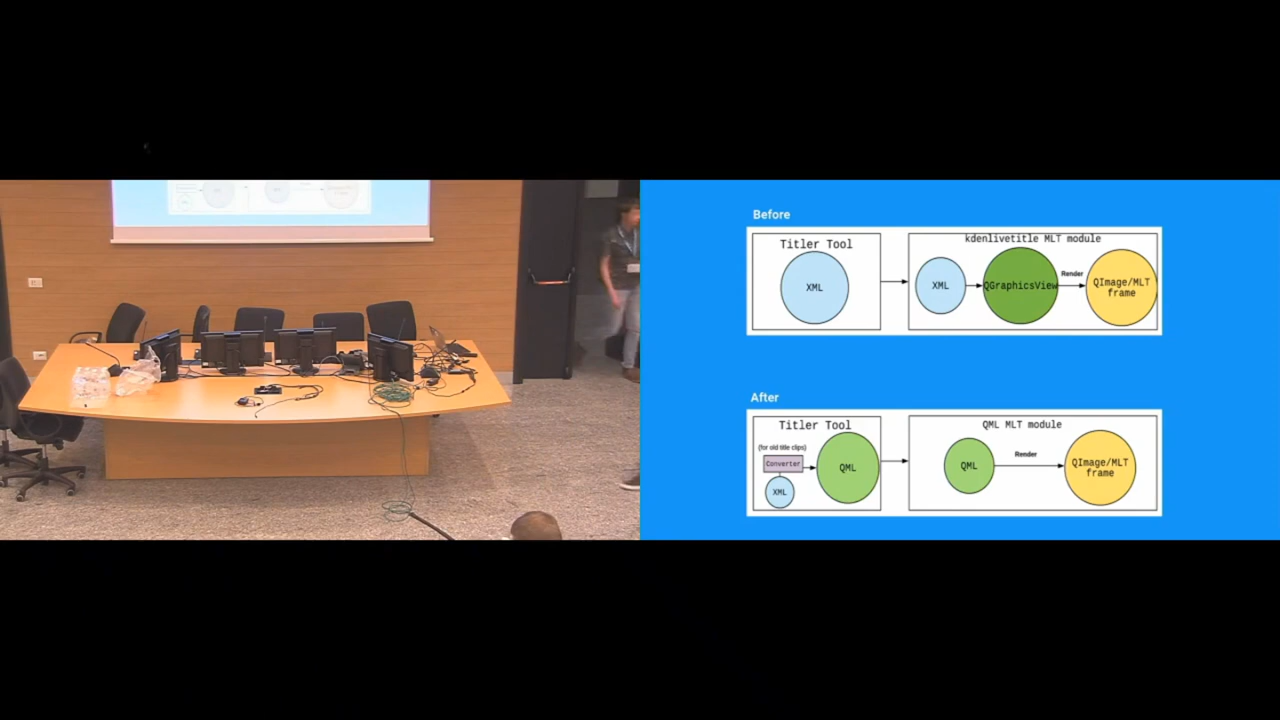 Before
Titler Tool
XML
kdenlivetitle MLT module
XML
QGraphicsView
Render
QImage/MLT
frame
After
Titler Tool
(for old title clips)
Converter
XML
QML
QML MLT module
QML
Render
QImage/MLT
frame